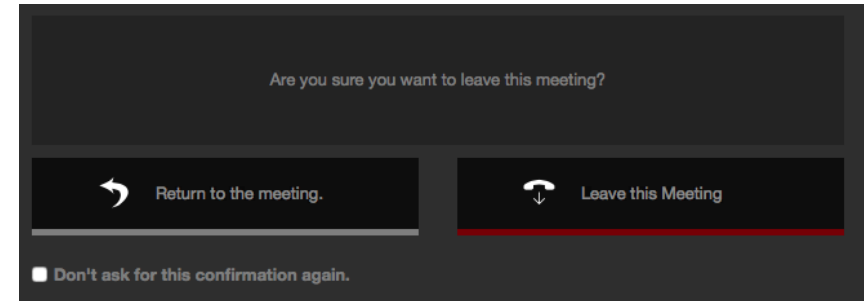 Are you sure you want to leave this meeting?
Return to the meeting.
Leave this Meeting
Don't ask for this confirmation again.